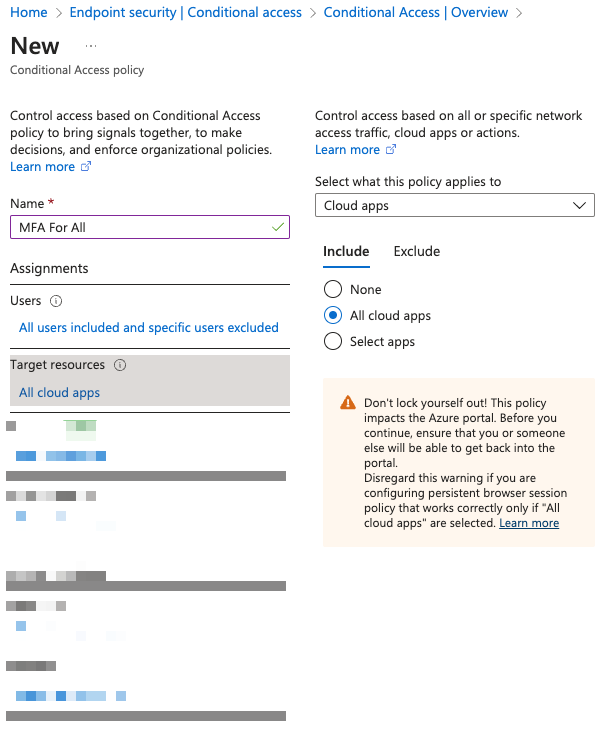 Home > Endpoint security | Conditional access > Conditional Access | Overview >
New ...
Conditional Access policy
Control access based on Conditional Access
policy to bring signals together, to make
decisions, and enforce organizational policies.
Learn more
Name *
MFA For All
Assignments
Users
All users included and specific users excluded
Target resources
All cloud apps
Control access based on all or specific network
access traffic, cloud apps or actions.
Learn more
Select what this policy applies to
Cloud apps
Include Exclude
None
All cloud apps
Select apps
Don't lock yourself out! This policy
impacts the Azure portal. Before you
continue, ensure that you or someone
else will be able to get back into the
portal.
Disregard this warning if you are
configuring persistent browser session
policy that works correctly only if "All
cloud apps" are selected. Learn more